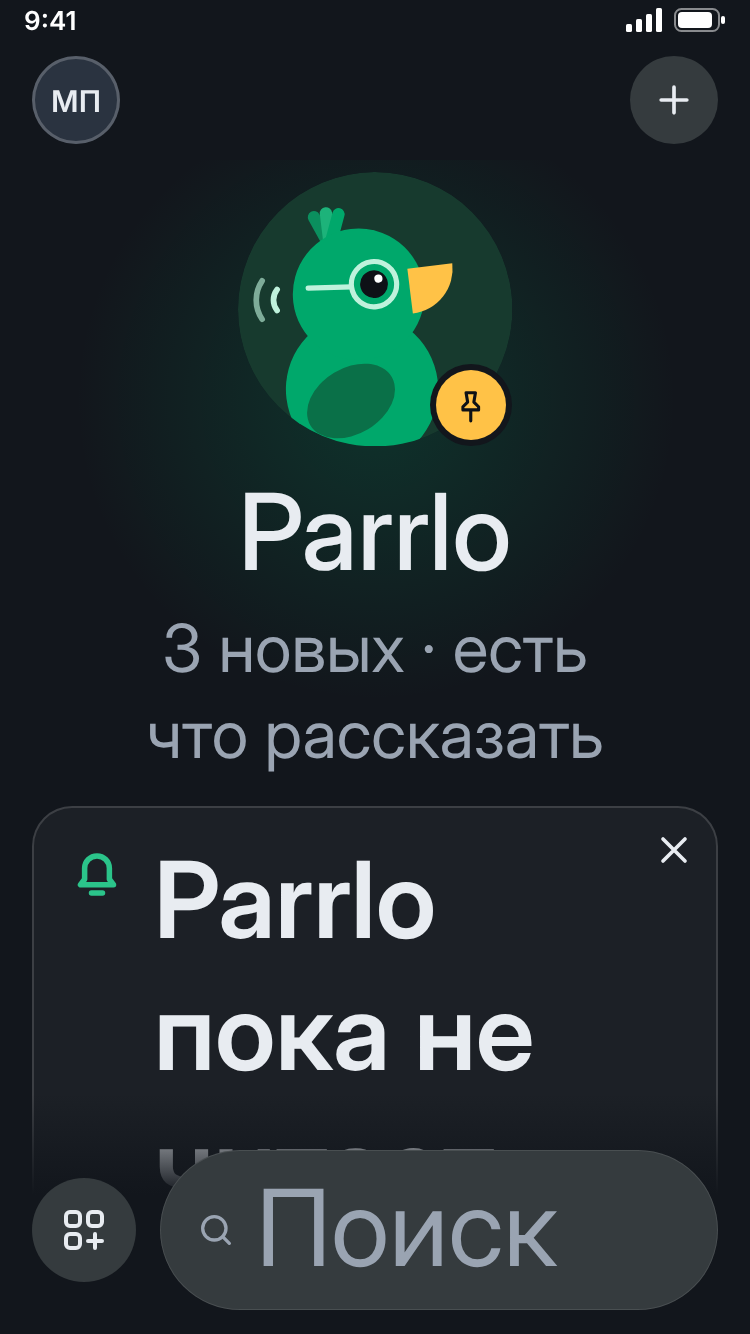 9:41
МП
Parrlo
3 новых · есть
что рассказать
Parrlo
пока не
Поиск